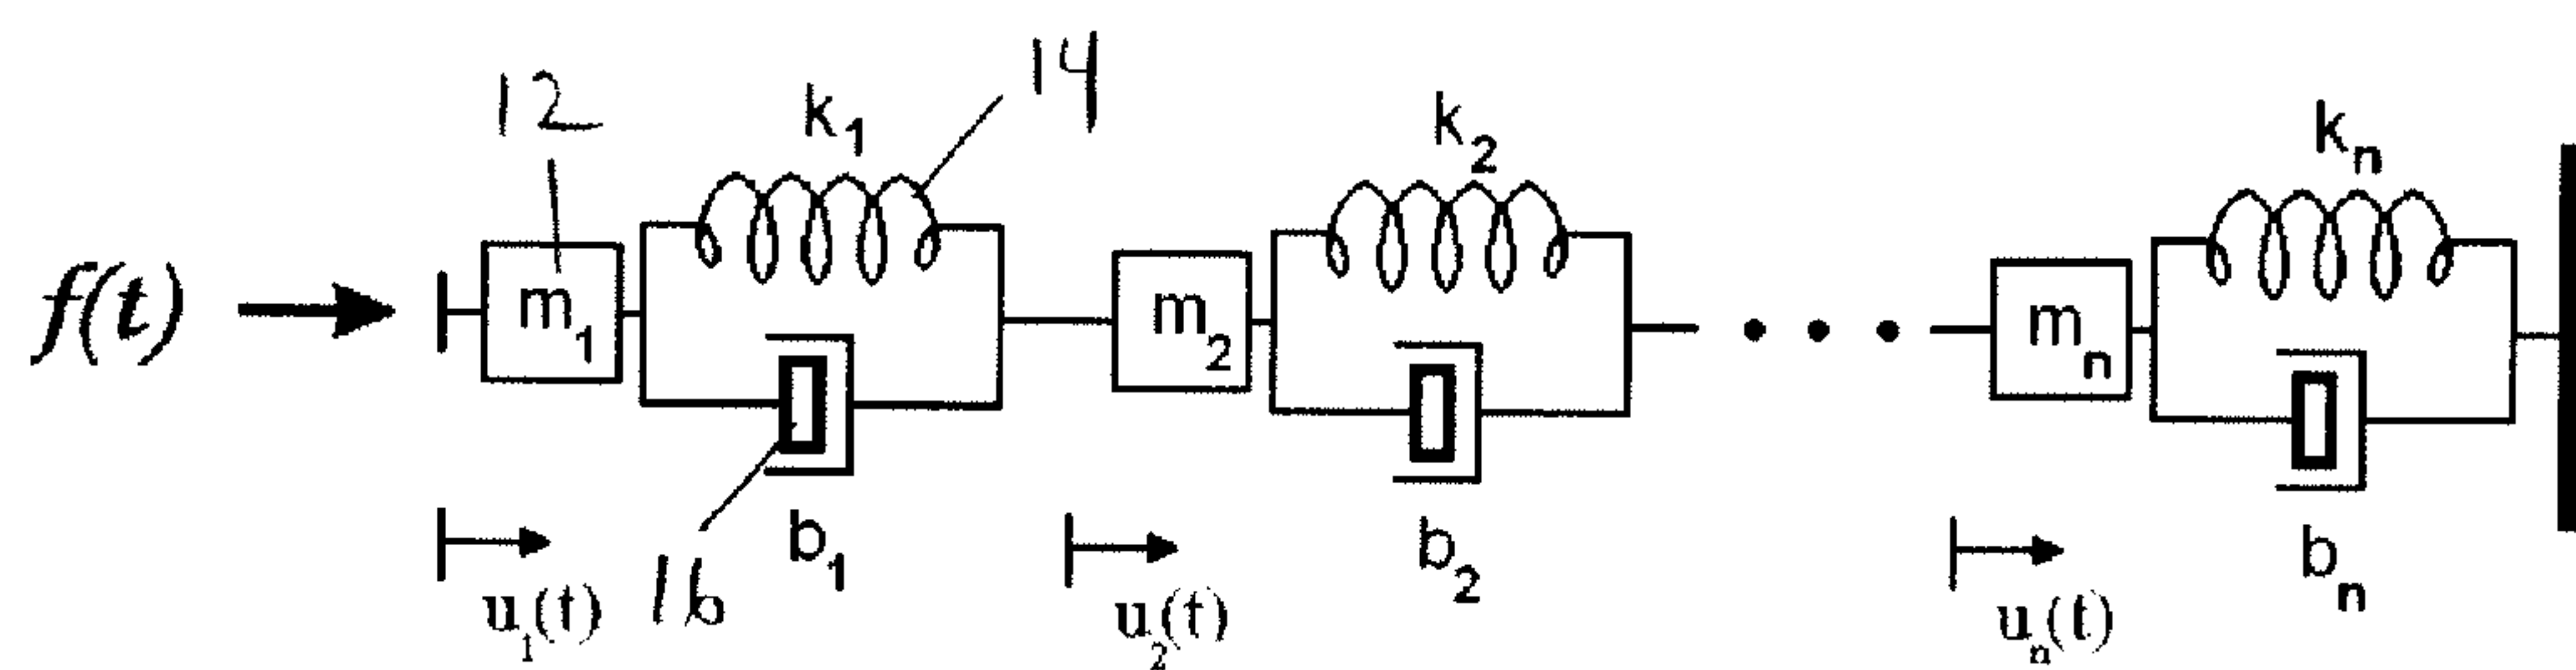 12 k₁ 14 k₂ kₙ
f(t) m₁ m₂ • • • mₙ
b₁ b₂ bₙ
u₁(t) 16 u₂(t) uₙ(t)